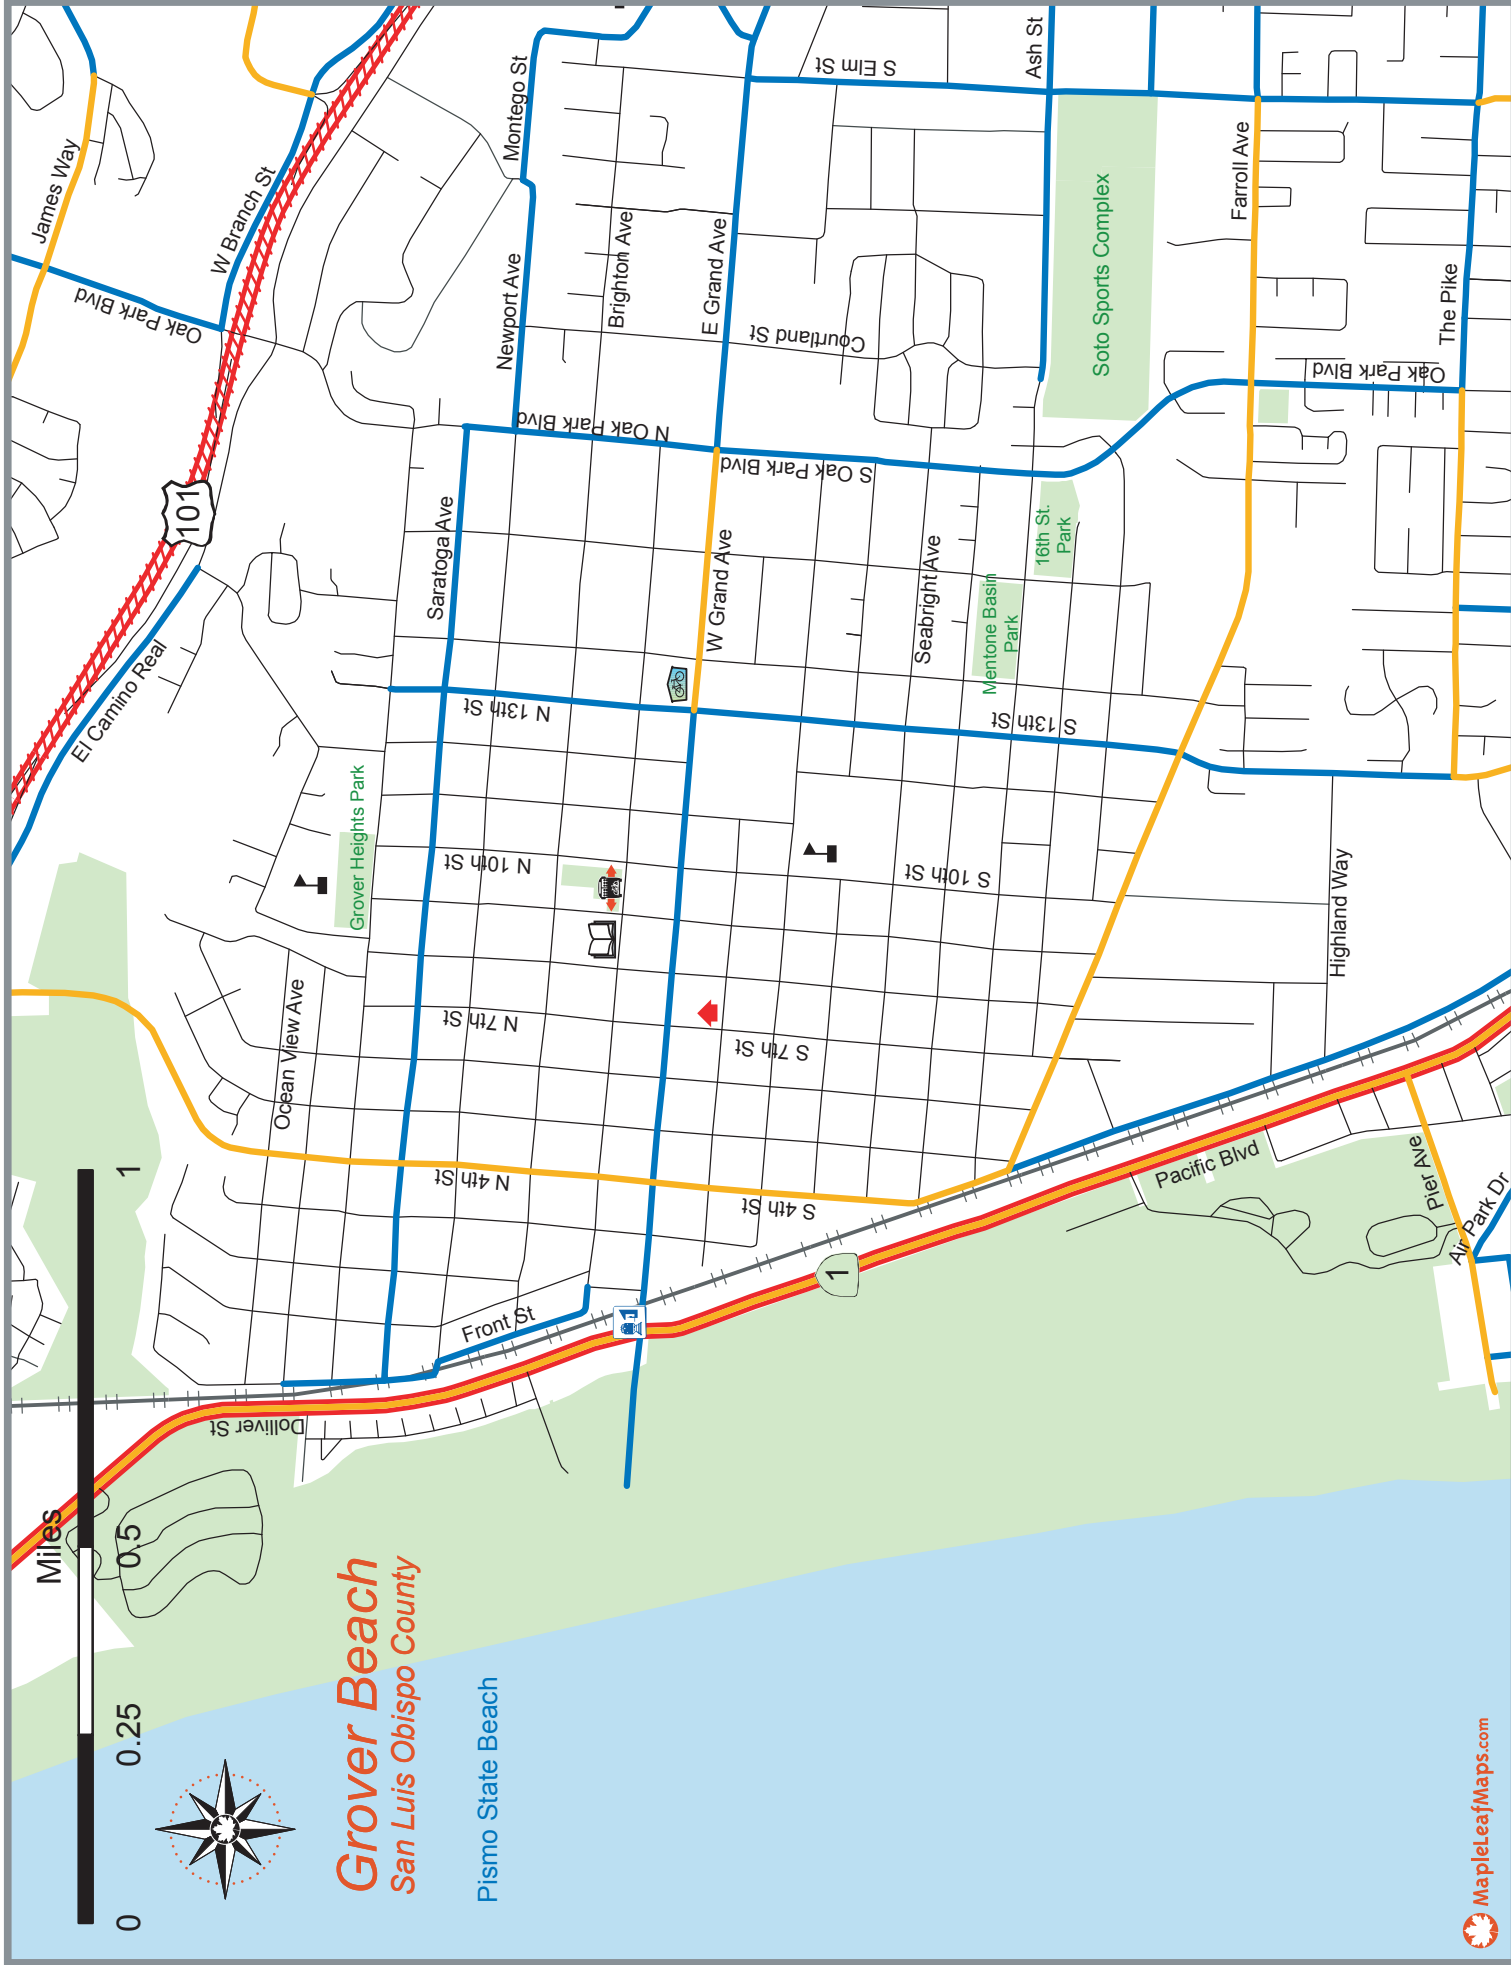 Miles
0
0.25
0.5
1
Grover Beach
San Luis Obispo County
Pismo State Beach
James Way
W Branch St
Oak Park Blvd
101
El Camino Real
Montego St
Newport Ave
Brighton Ave
E Grand Ave
S Elm St
Ash St
Courtland St
Soto Sports Complex
Farroll Ave
The Pike
Oak Park Blvd
N Oak Park Blvd
S Oak Park Blvd
Saratoga Ave
W Grand Ave
Seabright Ave
16th St.
Park
Mentone Basin
Park
N 13th St
S 13th St
Grover Heights Park
N 10th St
S 10th St
Highland Way
Ocean View Ave
N 7th St
S 7th St
N 4th St
S 4th St
Front St
1
1
Pacific Blvd
Pier Ave
Air Park Dr
Dolliver St
MapleLeafMaps.com